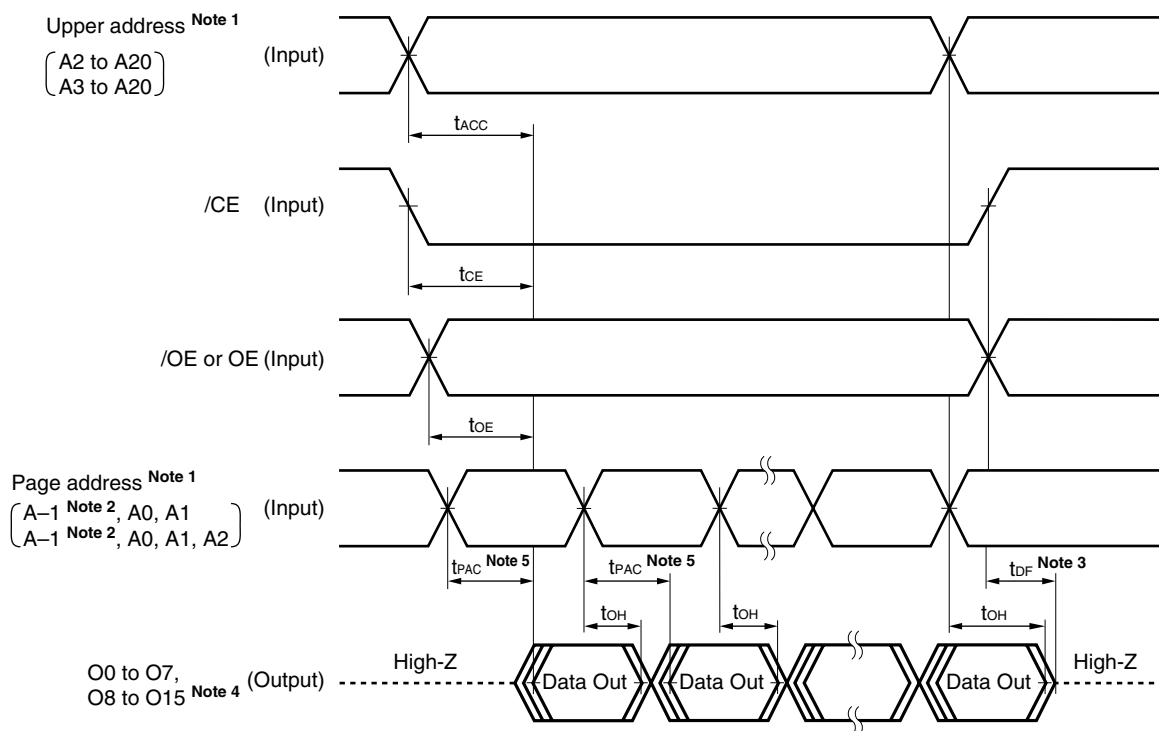 Upper address Note 1
(Input)
A2 to A20
A3 to A20
tACC
/CE (Input)
tCE
/OE or OE (Input)
tOE
Page address Note 1
(Input)
A–1 Note 2, A0, A1
A–1 Note 2, A0, A1, A2
tPAC Note 5
tPAC Note 5
tDF Note 3
tOH
tOH
tOH
O0 to O7,
O8 to O15 Note 4
(Output)
High-Z
Data Out
Data Out
Data Out
High-Z